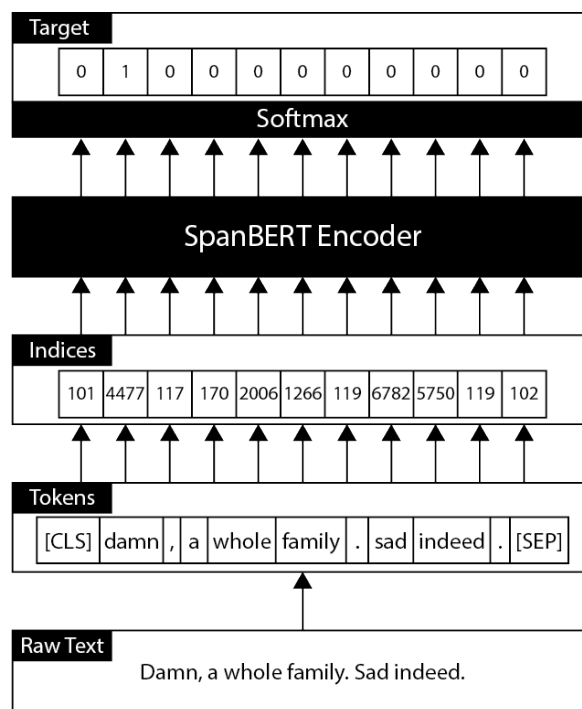 Target
0 1 0 0 0 0 0 0 0 0 0
Softmax
SpanBERT Encoder
Indices
101 4477 117 170 2006 1266 119 6782 5750 119 102
Tokens
[CLS] damn , a whole family . sad indeed . [SEP]
Raw Text
Damn, a whole family. Sad indeed.